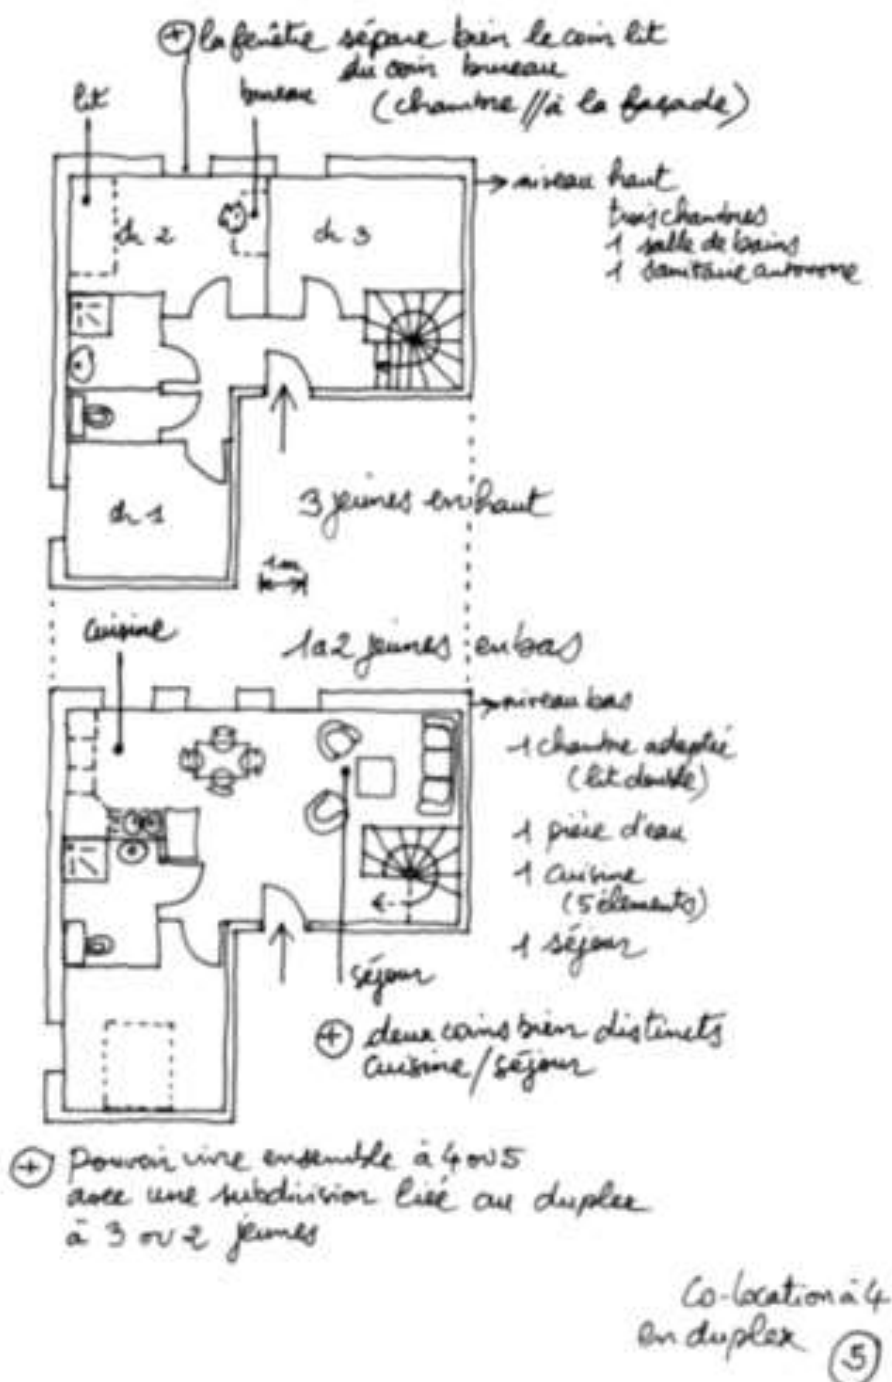 + la fenêtre sépare bien le coin lit
du coin bureau
(chambre // à la façade)
lit
bureau
niveau haut
trois chambres
1 salle de bains
1 sanitaire autonome
ch 2
ch 3
ch 1
3 jeunes en haut
1m
cuisine
1 à 2 jeunes en bas
niveau bas
1 chambre adaptée
(lit double)
1 pièce d'eau
1 cuisine
(5 éléments)
1 séjour
séjour
+ deux coins bien distincts
cuisine/séjour
+ pouvoir vivre ensemble à 4 ou 5
avec une subdivision liée au duplex
à 3 ou 2 jeunes
Co-location à 4
en duplex
5